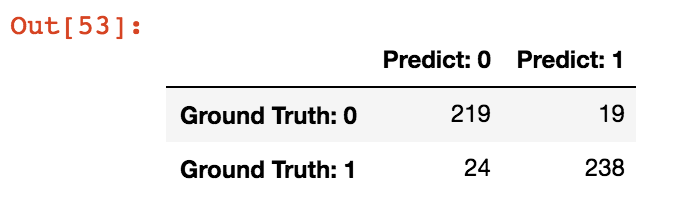 Out[53]:
Predict: 0 Predict: 1
Ground Truth: 0 219 19
Ground Truth: 1 24 238